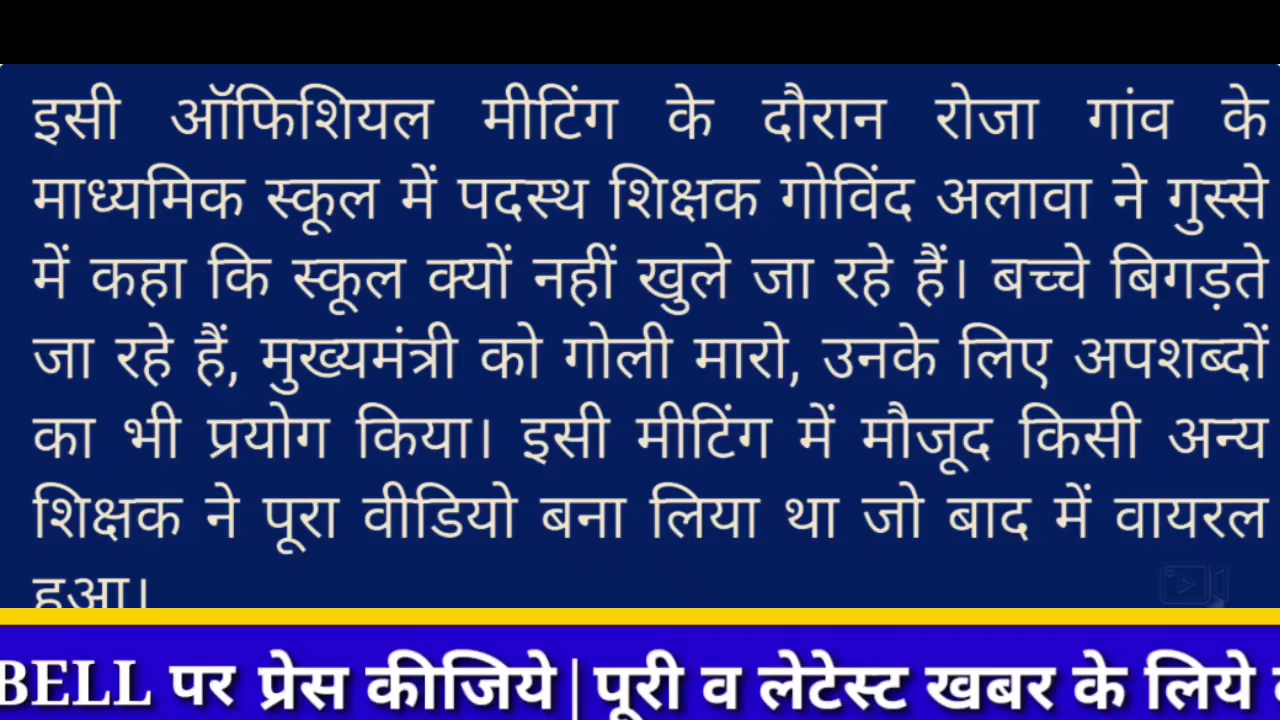 इसी ऑफिशियल मीटिंग के दौरान रोजा गांव के
माध्यमिक स्कूल में पदस्थ शिक्षक गोविंद अलावा ने गुस्से
में कहा कि स्कूल क्यों नहीं खुले जा रहे हैं। बच्चे बिगड़ते
जा रहे हैं, मुख्यमंत्री को गोली मारो, उनके लिए अपशब्दों
का भी प्रयोग किया। इसी मीटिंग में मौजूद किसी अन्य
शिक्षक ने पूरा वीडियो बना लिया था जो बाद में वायरल
हुआ।
BELL पर प्रेस कीजिये | पूरी व लेटेस्ट खबर के लिये